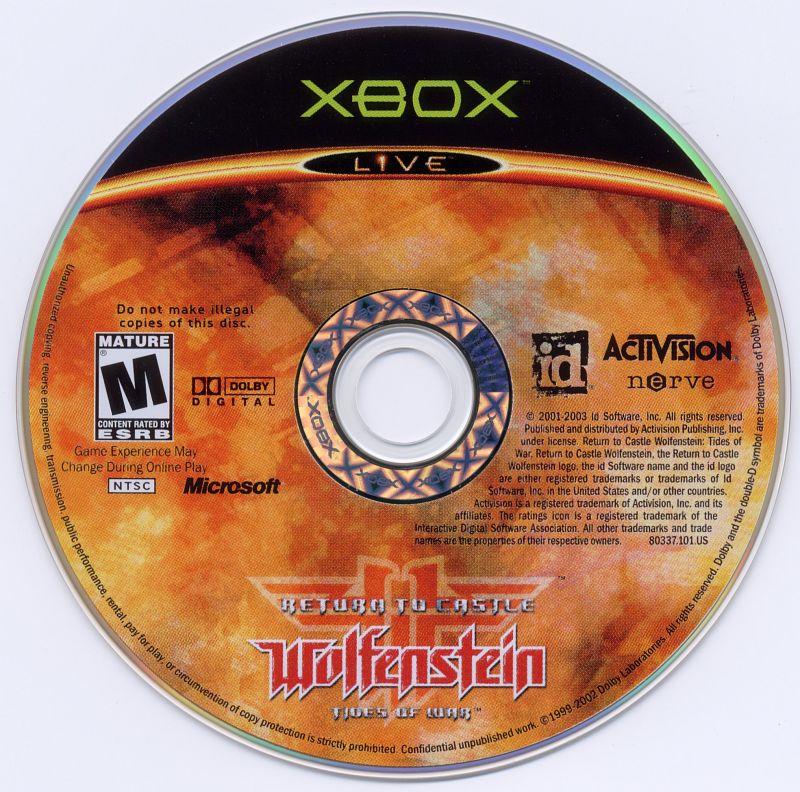 XBOX™
LIVE™
Do not make illegal
copies of this disc.
MATURE
M
CONTENT RATED BY
ESRB
DOLBY
DIGITAL
Game Experience May
Change During Online Play
NTSC
Microsoft
XBOX
id
ACTIVISION
nerve
© 2001-2003 Id Software, Inc. All rights reserved.
Published and distributed by Activision Publishing, Inc.
under license. Return to Castle Wolfenstein: Tides of
War, Return to Castle Wolfenstein, the Return to Castle
Wolfenstein logo, the id Software name and the id logo
are either registered trademarks or trademarks of Id
Software, Inc. in the United States and/or other countries.
Activision is a registered trademark of Activision, Inc. and its
affiliates. The ratings icon is a registered trademark of the
Interactive Digital Software Association. All other trademarks and trade
names are the properties of their respective owners. 80337.101.US
RETURN TO CASTLE
Wolfenstein
TIDES OF WAR™
Unauthorized copying, reverse engineering, transmission, public performance, rental, pay for play, or circumvention of copy protection is strictly prohibited. Confidential unpublished work. ©1999-2002 Dolby Laboratories. All rights reserved. Dolby and the double-D symbol are trademarks of Dolby Laboratories.